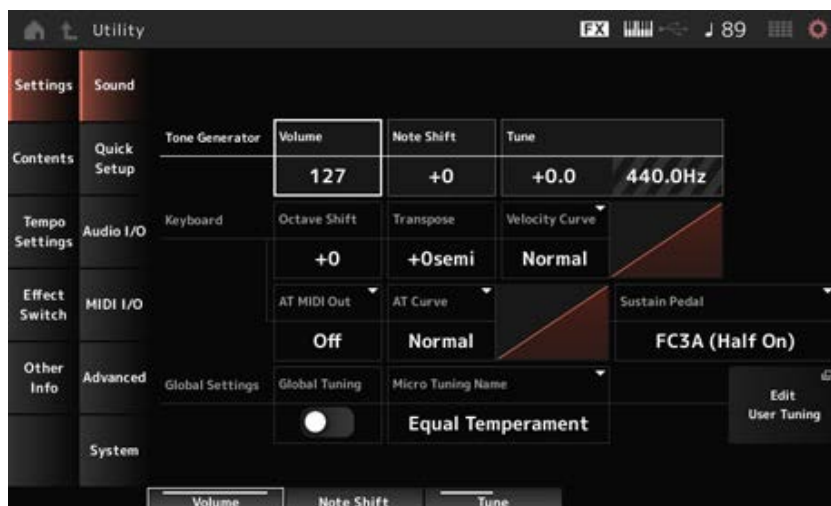 Utility FX 89
Settings Sound
Tone Generator Volume Note Shift Tune
Contents Quick Setup
127 +0 +0.0 440.0Hz
Tempo Settings Audio I/O Keyboard Octave Shift Transpose Velocity Curve
+0 +0semi Normal
Effect Switch MIDI I/O AT MIDI Out AT Curve Sustain Pedal
Off Normal FC3A (Half On)
Other Info Advanced Global Settings Global Tuning Micro Tuning Name Edit User Tuning
Equal Temperament
System
Volume Note Shift Tune